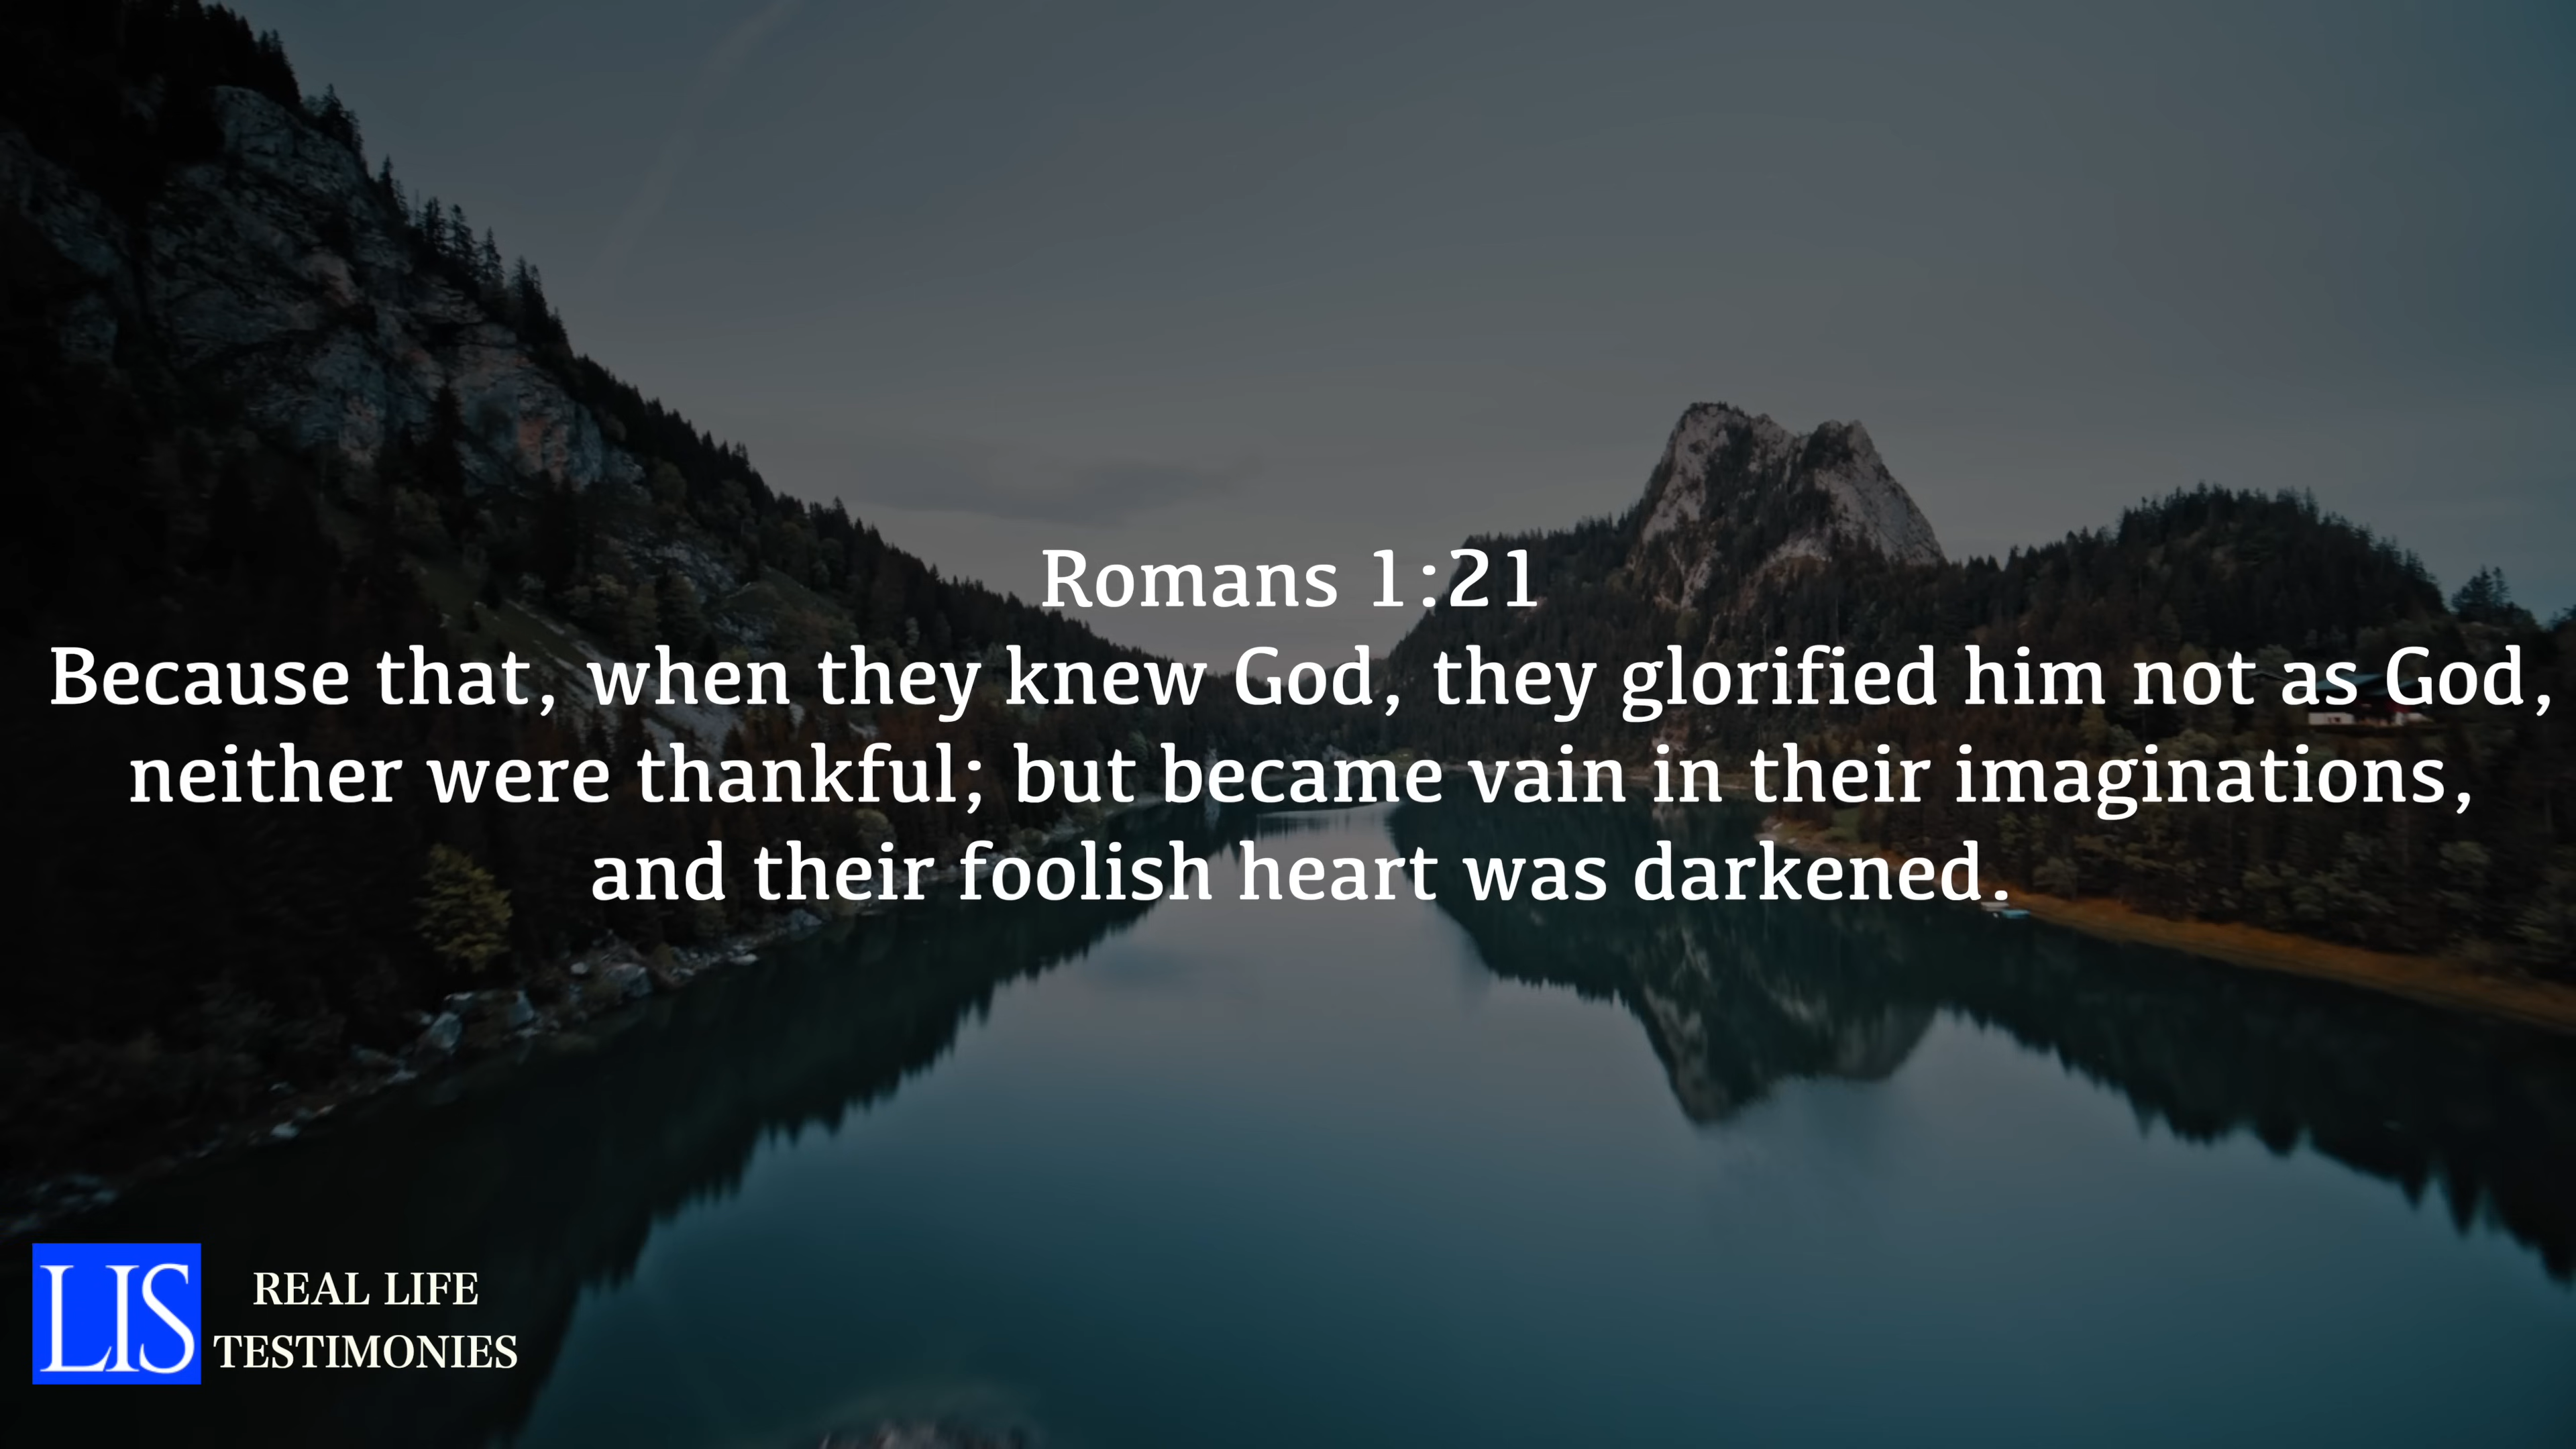 Romans 1:21
Because that, when they knew God, they glorified him not as God,
neither were thankful; but became vain in their imaginations,
and their foolish heart was darkened.
LIS
REAL LIFE
TESTIMONIES